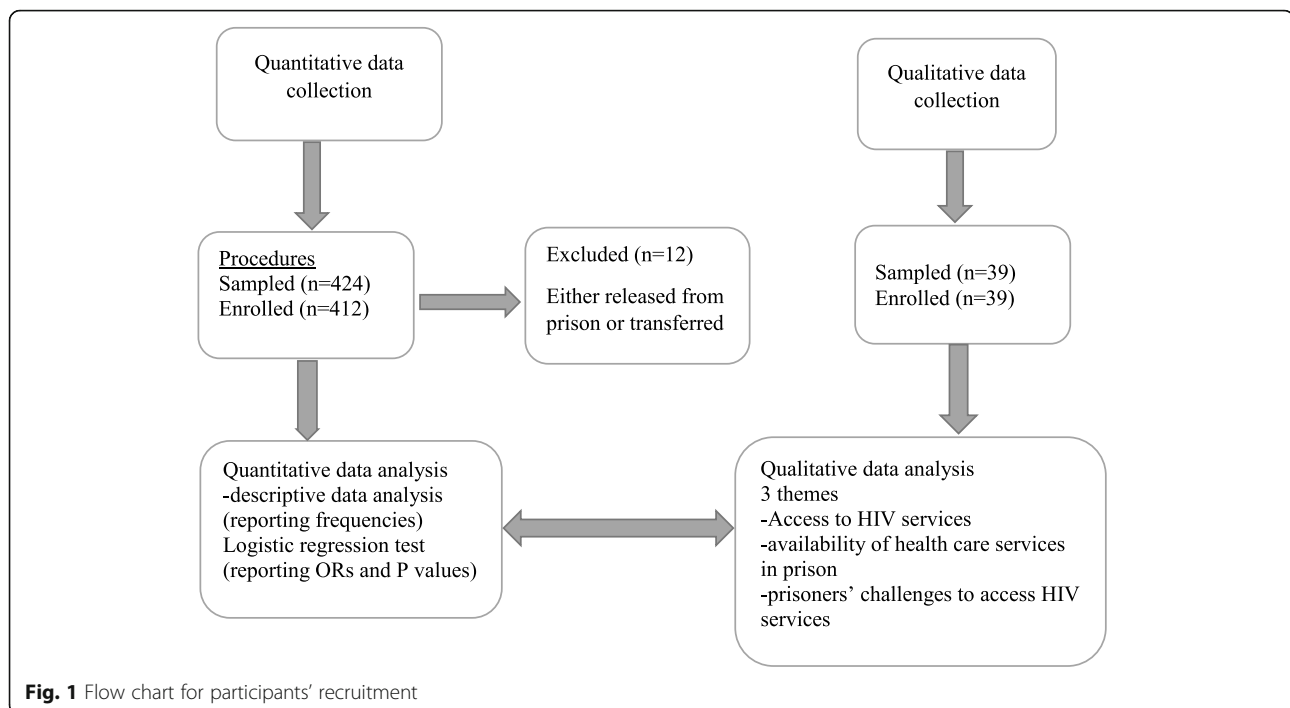 Quantitative data
collection
Qualitative data
collection
Procedures
Sampled (n=424)
Enrolled (n=412)
Excluded (n=12)
Either released from
prison or transferred
Sampled (n=39)
Enrolled (n=39)
Quantitative data analysis
-descriptive data analysis
(reporting frequencies)
Logistic regression test
(reporting ORs and P values)
Qualitative data analysis
3 themes
-Access to HIV services
-availability of health care services
in prison
-prisoners’ challenges to access HIV
services
Fig. 1 Flow chart for participants’ recruitment